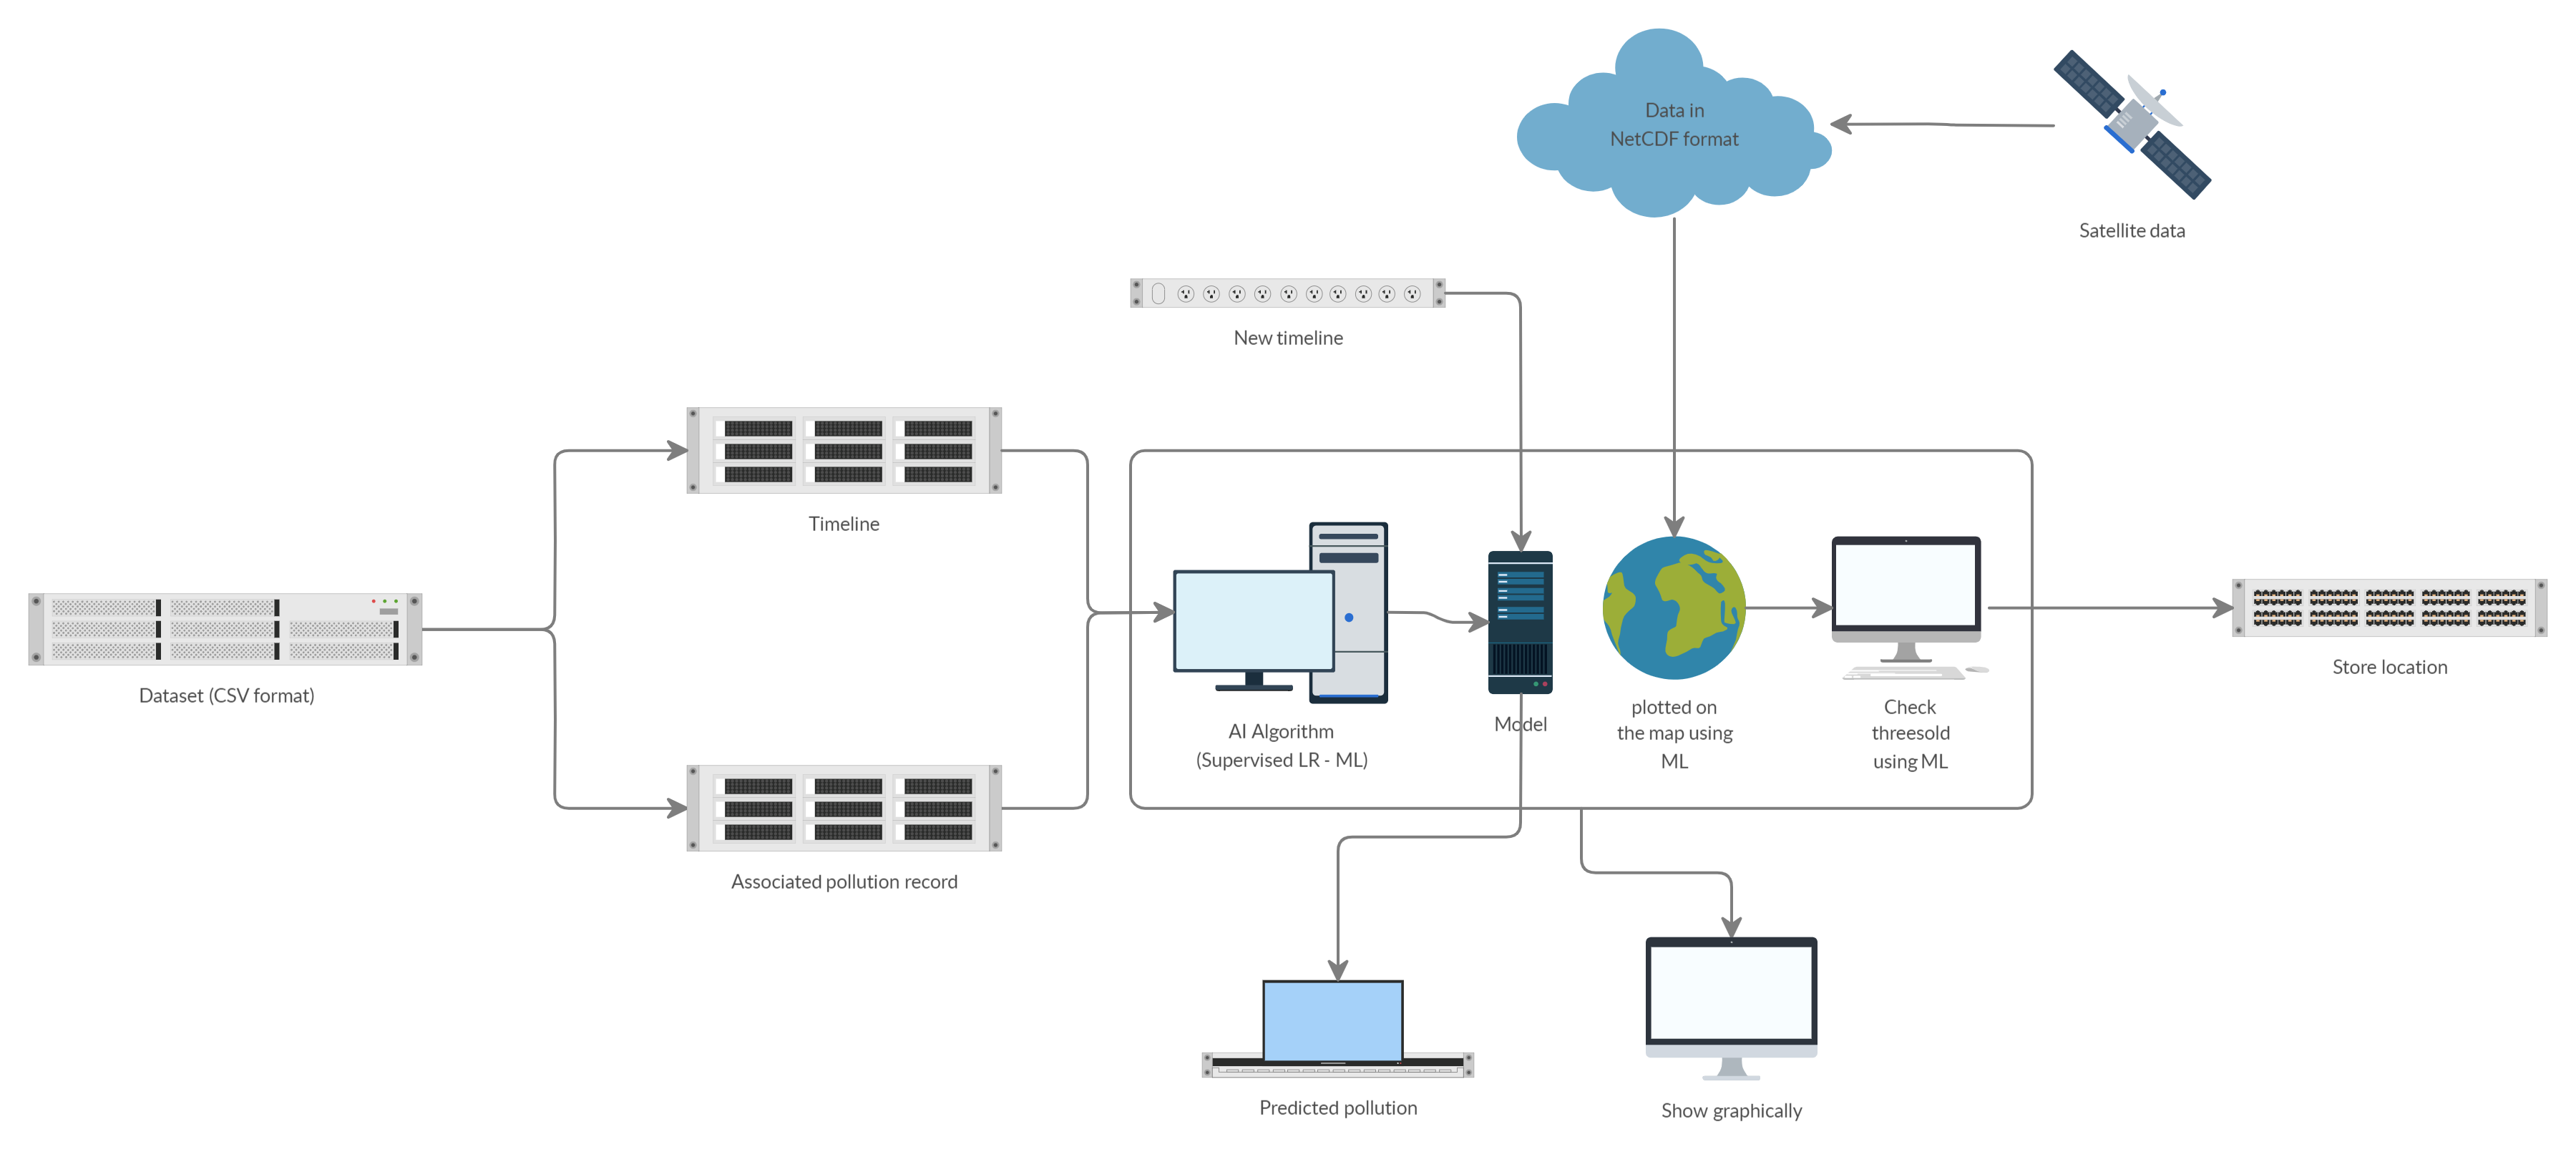 Data in
NetCDF format
Satellite data
New timeline
Timeline
Dataset (CSV format)
Associated pollution record
AI Algorithm
(Supervised LR - ML)
Model
plotted on
the map using
ML
Check
threesold
using ML
Store location
Predicted pollution
Show graphically